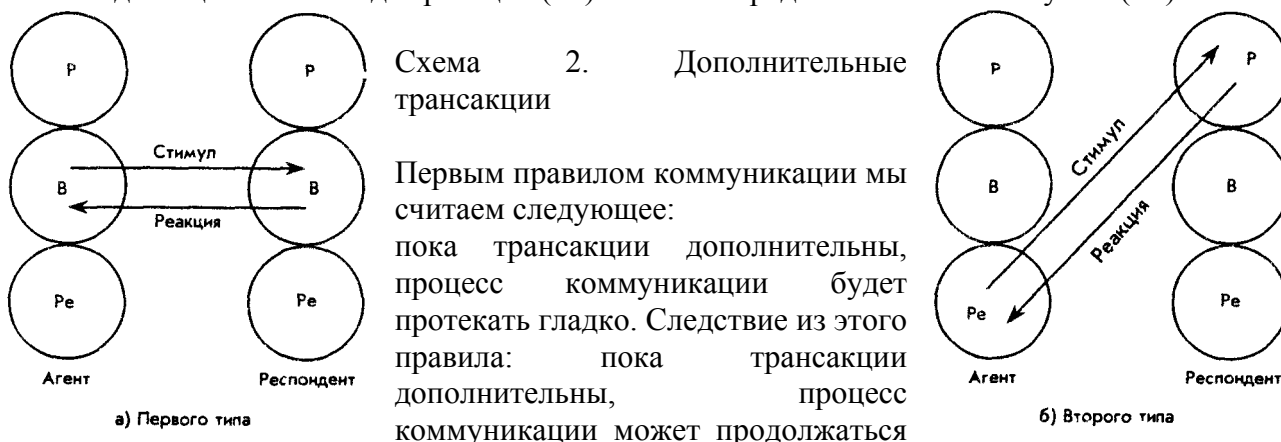 Р Р
Стимул
В В
Реакция
Ре Ре
Агент Респондент
а) Первого типа
Схема 2. Дополнительные
трансакции
Первым правилом коммуникации мы
считаем следующее:
пока трансакции дополнительны,
процесс коммуникации будет
протекать гладко. Следствие из этого
правила: пока трансакции
дополнительны, процесс
коммуникации может продолжаться
Р Р
Стимул
В В
Реакция
Ре Ре
Агент Респондент
б) Второго типа